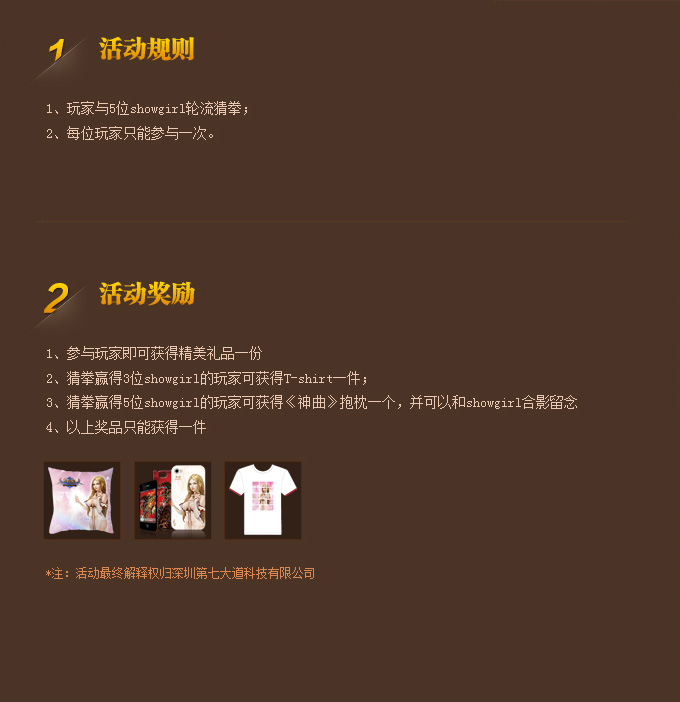 1 活动规则
1、玩家与5位showgirl轮流猜拳;
2、每位玩家只能参与一次。
2 活动奖励
1、参与玩家即可获得精美礼品一份
2、猜拳赢得3位showgirl的玩家可获得T-shirt一件;
3、猜拳赢得5位showgirl的玩家可获得《神曲》抱枕一个, 并可以和showgirl合影留念
4、以上奖品只能获得一件
*注: 活动最终解释权归深圳第七大道科技有限公司